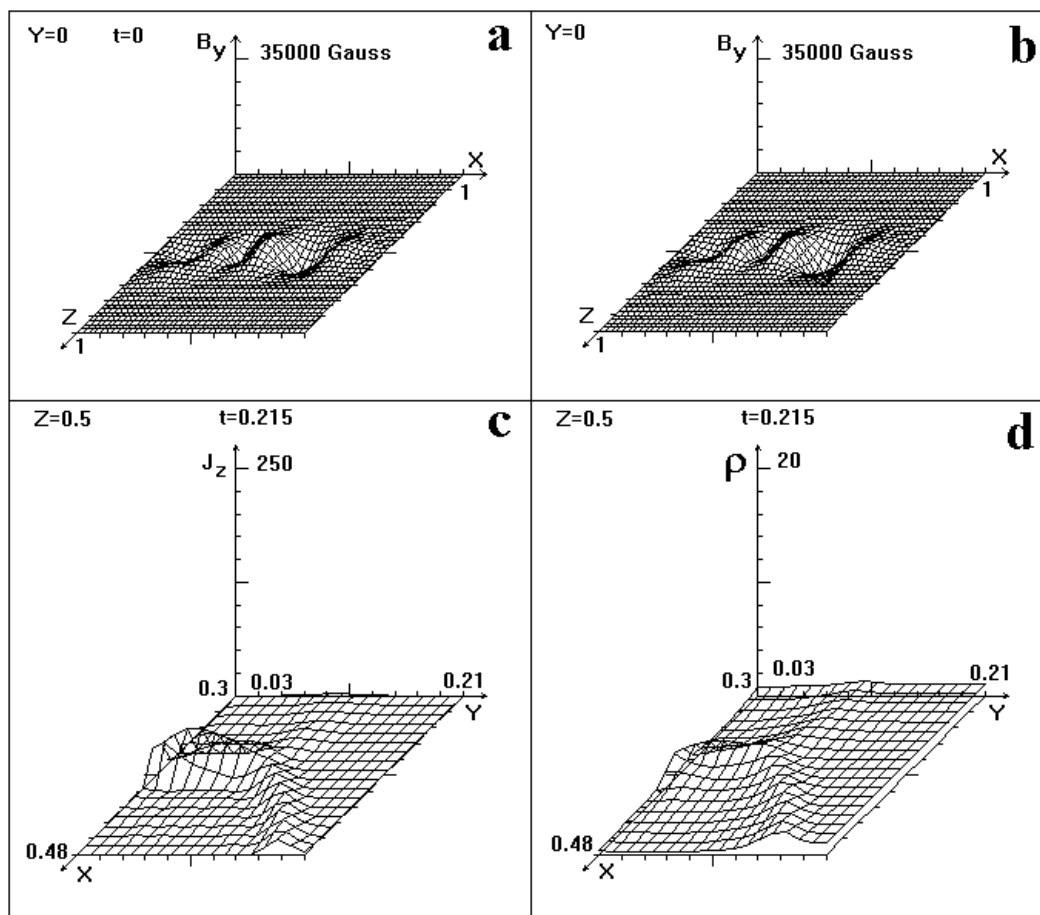 Y=0 t=0 By 35000 Gauss a
X
1
Z
1
Y=0 By 35000 Gauss b
X
1
Z
1
Z=0.5 t=0.215 c
Jz 250
0.3 0.03 0.21
Y
0.48
X
Z=0.5 t=0.215 d
ρ 20
0.3 0.03 0.21
Y
0.48
X